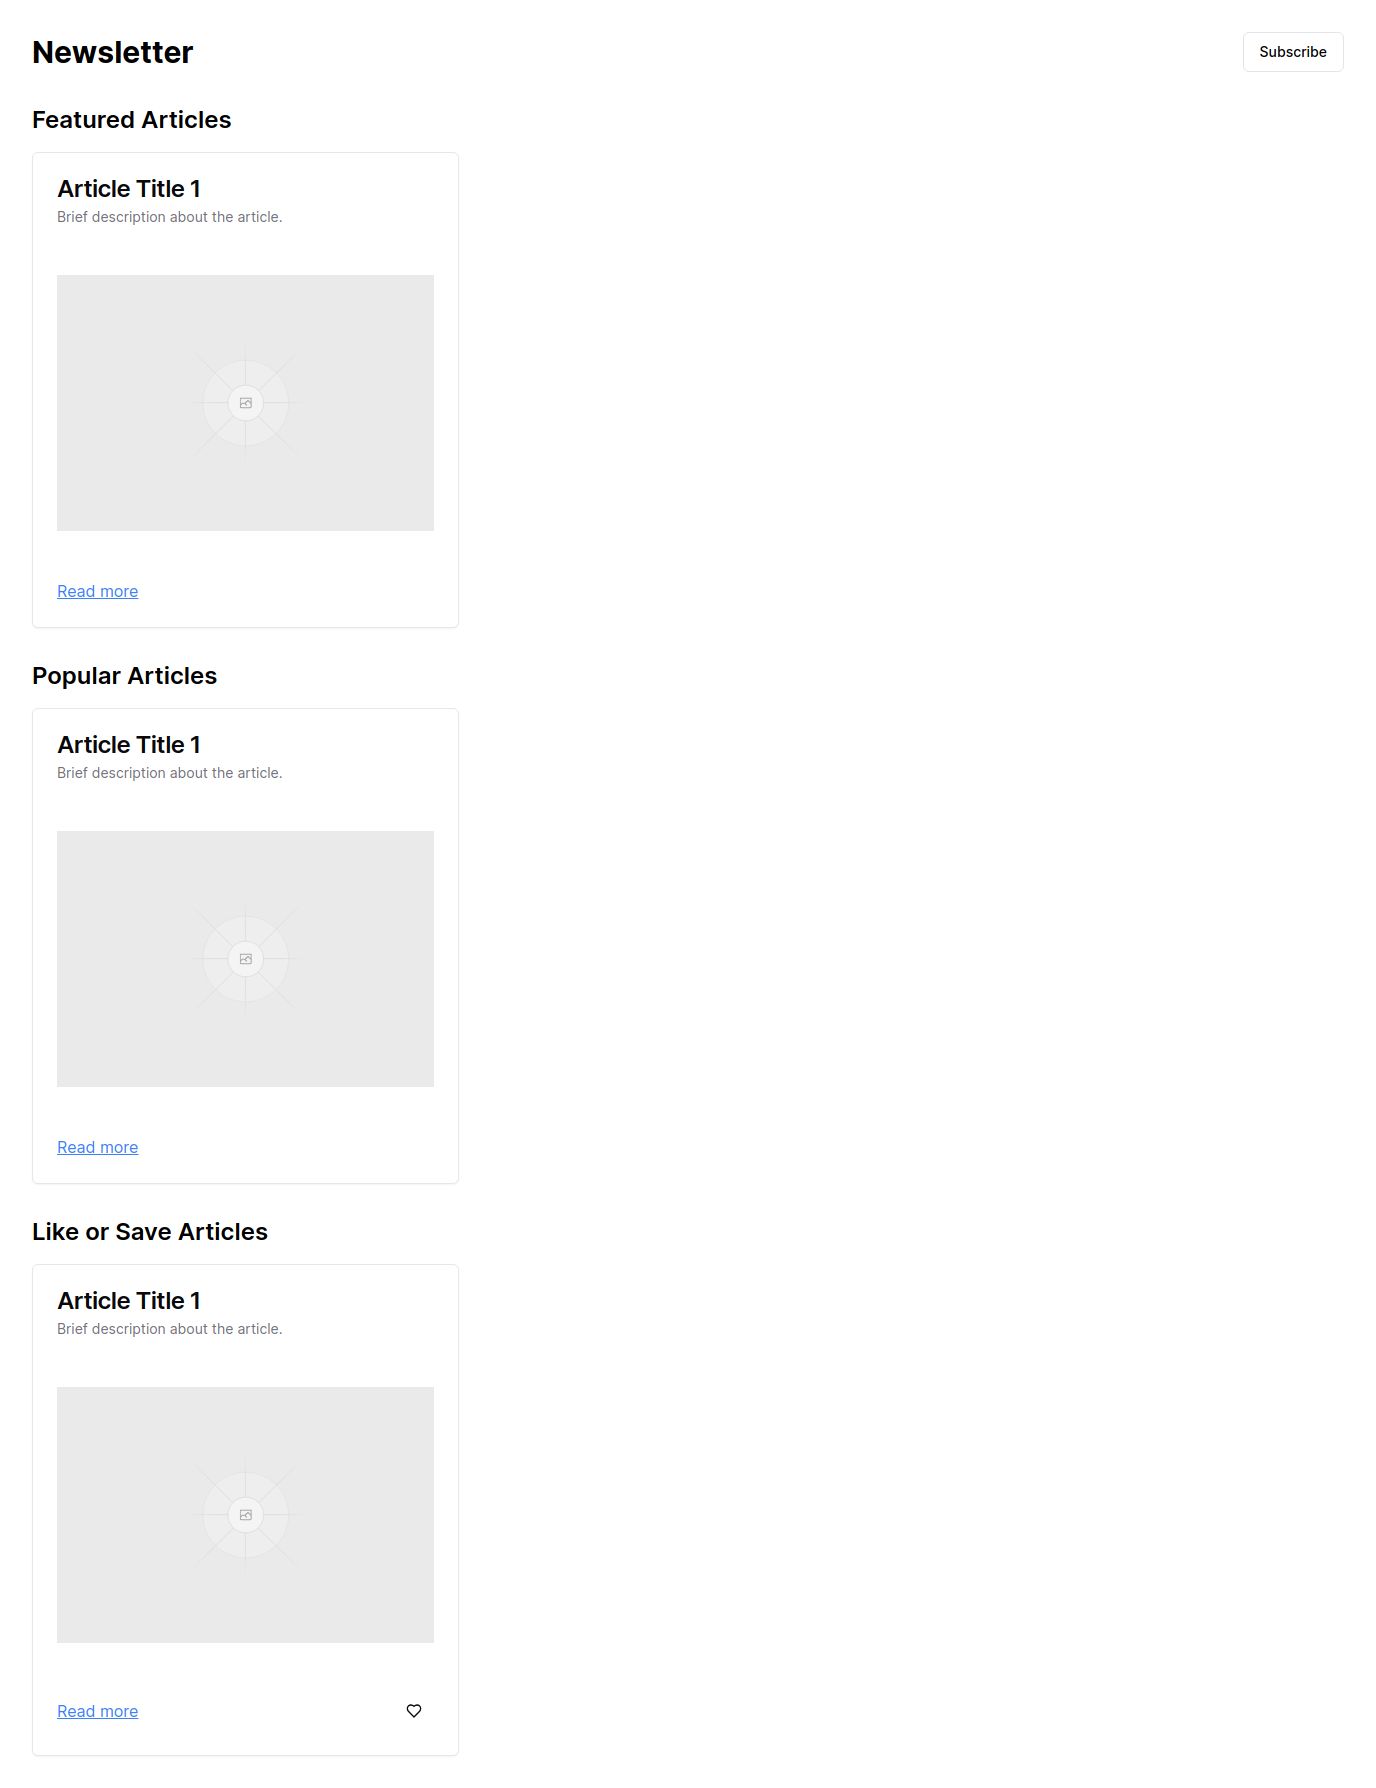 Newsletter
Subscribe
Featured Articles
Article Title 1
Brief description about the article.
Read more
Popular Articles
Article Title 1
Brief description about the article.
Read more
Like or Save Articles
Article Title 1
Brief description about the article.
Read more